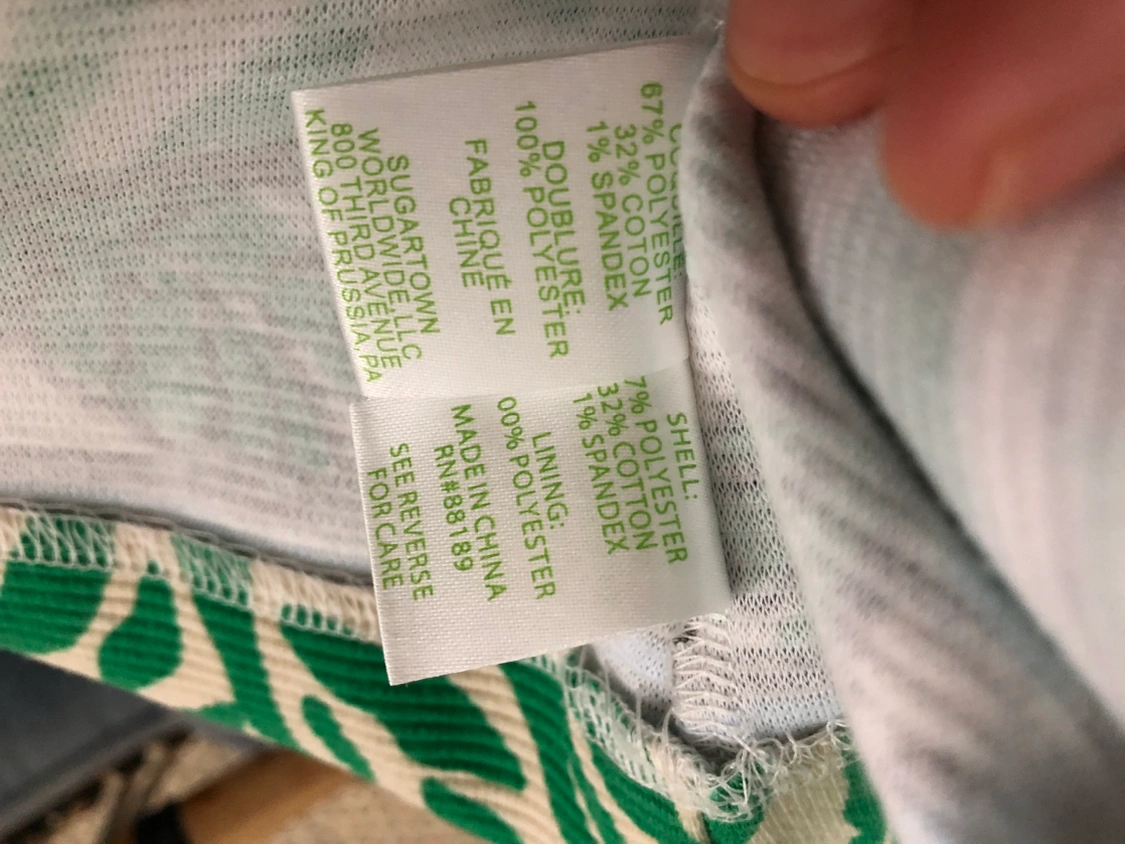 67% POLYESTER
32% COTON
1% SPANDEX
DOUBLURE:
100% POLYESTER
FABRIQUÉ EN
CHINE
SUGARTOWN
WORLDWIDE, LLC
800 THIRD AVENUE
KING OF PRUSSIA, PA
SHELL:
7% POLYESTER
32% COTTON
1% SPANDEX
LINING:
00% POLYESTER
MADE IN CHINA
RN#88189
SEE REVERSE
FOR CARE